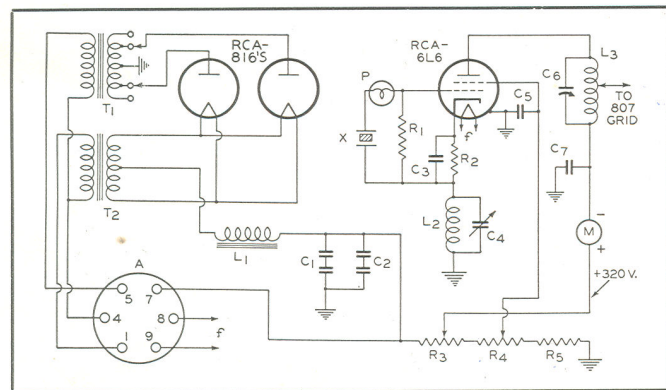 RCA-
816'S
RCA-
6L6
P
L3
C6
TO
807
GRID
C5
T1
X
R1
f
C3
R2
C7
T2
L2
C4
M
-
+
L1
C1
C2
+320 V.
A
5
7
4
8
f
1
9
R3
R4
R5